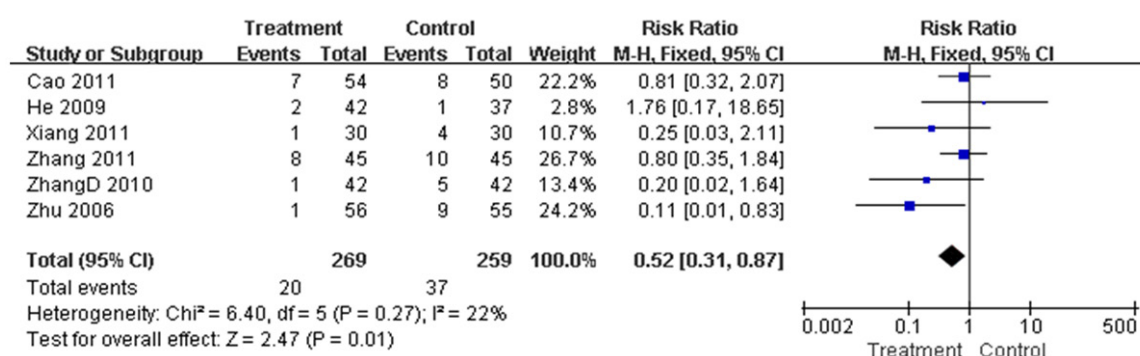 Treatment Control Risk Ratio Risk Ratio
Study or Subgroup Events Total Events Total Weight M-H, Fixed, 95% CI M-H, Fixed, 95% CI
Cao 2011 7 54 8 50 22.2% 0.81 [0.32, 2.07]
He 2009 2 42 1 37 2.8% 1.76 [0.17, 18.65]
Xiang 2011 1 30 4 30 10.7% 0.25 [0.03, 2.11]
Zhang 2011 8 45 10 45 26.7% 0.80 [0.35, 1.84]
ZhangD 2010 1 42 5 42 13.4% 0.20 [0.02, 1.64]
Zhu 2006 1 56 9 55 24.2% 0.11 [0.01, 0.83]
Total (95% CI) 269 259 100.0% 0.52 [0.31, 0.87]
Total events 20 37
Heterogeneity: Chi² = 6.40, df = 5 (P = 0.27); I² = 22%
Test for overall effect: Z = 2.47 (P = 0.01)
0.002 0.1 1 10 500
Treatment Control